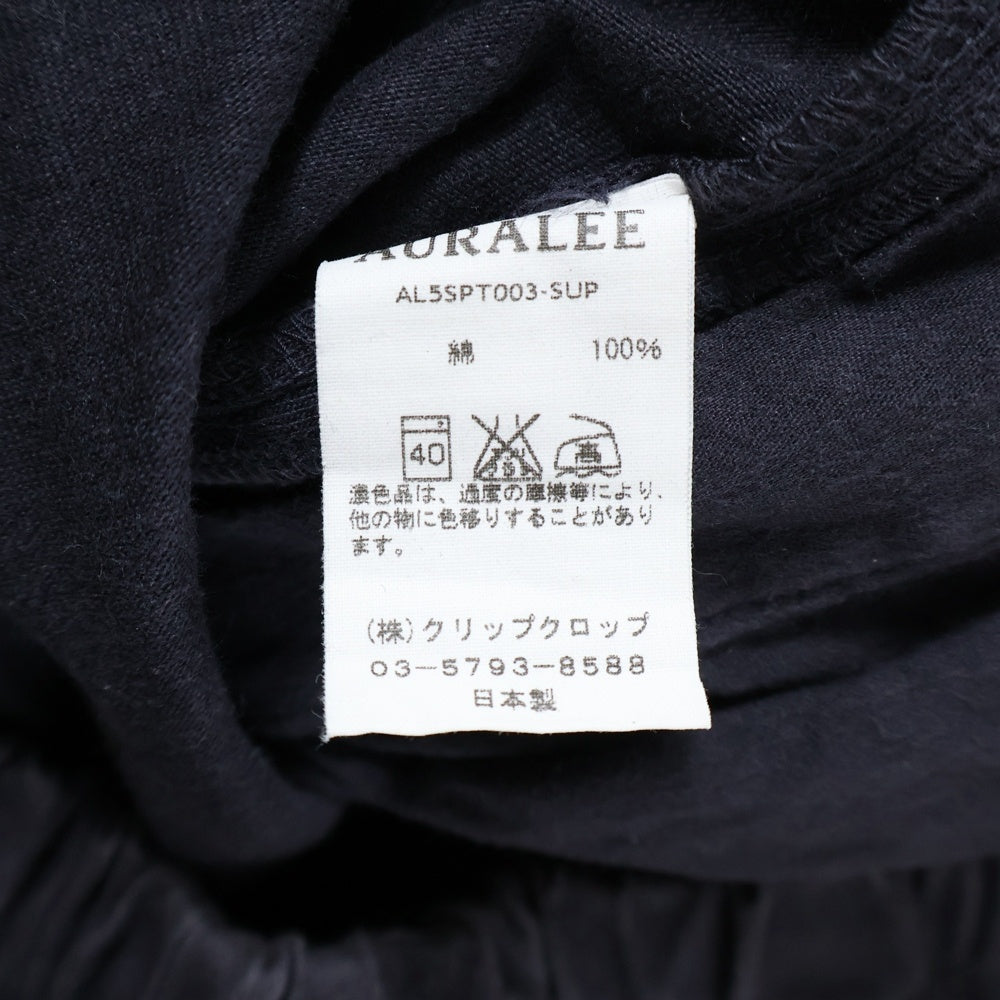 AURALEE
AL5SPT003-SUP
綿 100%
40 高
濃色品は、過度の摩擦等により、
他の物に色移りすることがあり
ます。
(株)クリップクロップ
03-5793-8588
日本製